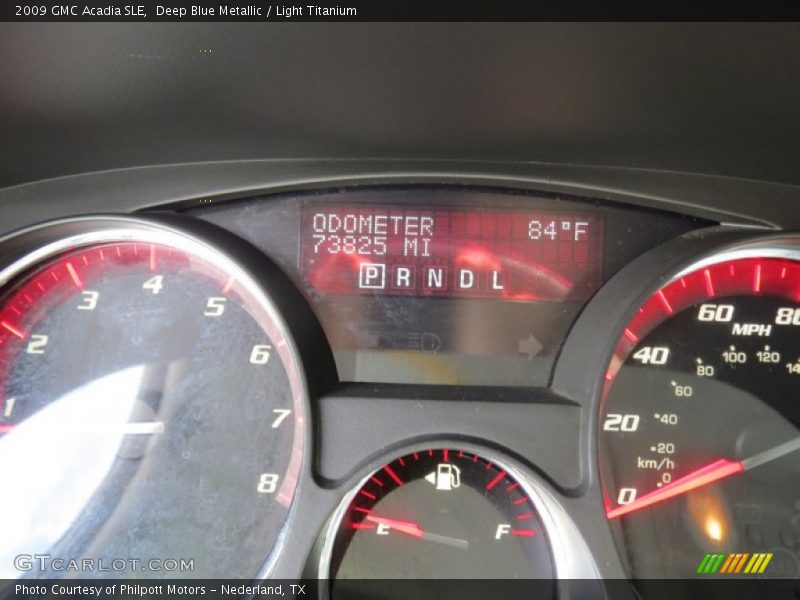 2009 GMC Acadia SLE,  Deep Blue Metallic / Light Titanium
ODOMETER 84°F
73825 MI
P R N D L
1 2 3 4 5 6 7 8
E F
0 20 40 60 80
MPH
km/h
0 20 40 60 80 100 120 14
GTCARLOT.COM
Photo Courtesy of Philpott Motors - Nederland, TX